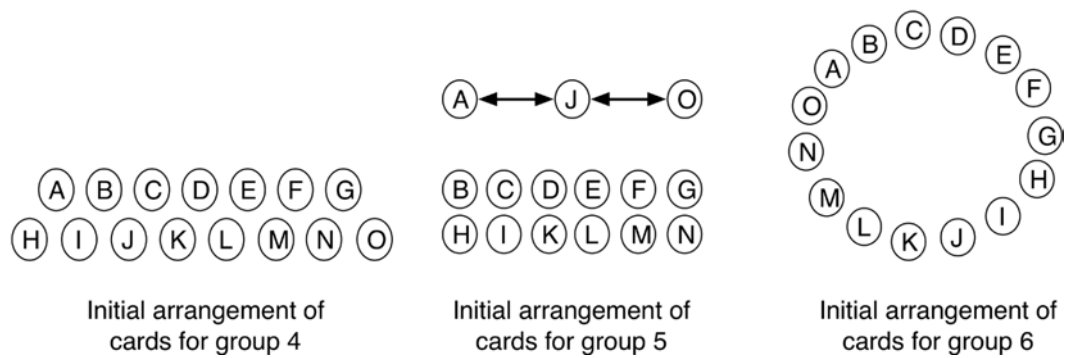 A B C D E F G
H I J K L M N O
Initial arrangement of
cards for group 4
A J O
B C D E F G
H I K L M N
Initial arrangement of
cards for group 5
A B C D E F G H I J K L M N O
Initial arrangement of
cards for group 6